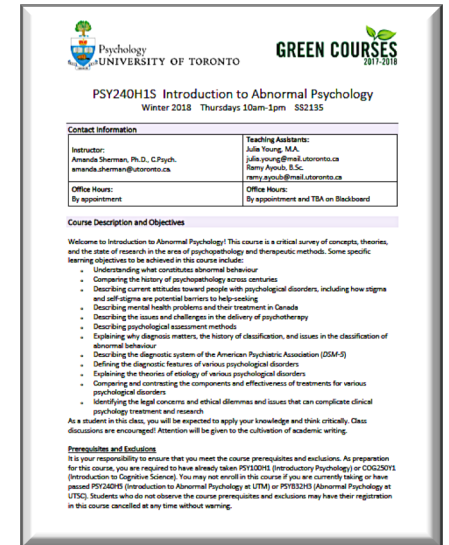 Psychology
UNIVERSITY OF TORONTO
GREEN COURSES
2017-2018
PSY240H1S Introduction to Abnormal Psychology
Winter 2018 Thursdays 10am-1pm SS2135
Contact Information
Instructor:
Amanda Sherman, Ph.D., C.Psych.
amanda.sherman@utoronto.ca
Teaching Assistants:
Julia Young, M.A.
julia.young@mail.utoronto.ca
Ramy Ayoub, B.Sc.
ramy.ayoub@mail.utoronto.ca
Office Hours:
By appointment
Office Hours:
By appointment and TBA on Blackboard
Course Description and Objectives
Welcome to Introduction to Abnormal Psychology! This course is a critical survey of concepts, theories,
and the state of research in the area of psychopathology and therapeutic methods. Some specific
learning objectives to be achieved in this course include:
• Understanding what constitutes abnormal behaviour
• Comparing the history of psychopathology across centuries
• Describing current attitudes toward people with psychological disorders, including how stigma
and self-stigma are potential barriers to help-seeking
• Describing mental health problems and their treatment in Canada
• Describing the issues and challenges in the delivery of psychotherapy
• Describing psychological assessment methods
• Explaining why diagnosis matters, the history of classification, and issues in the classification of
abnormal behaviour
• Describing the diagnostic system of the American Psychiatric Association (DSM-5)
• Defining the diagnostic features of various psychological disorders
• Explaining the theories of etiology of various psychological disorders
• Comparing and contrasting the components and effectiveness of treatments for various
psychological disorders
• Identifying the legal concerns and ethical dilemmas and issues that can complicate clinical
psychology treatment and research
As a student in this class, you will be expected to apply your knowledge and think critically. Class
discussions are encouraged! Attention will be given to the cultivation of academic writing.
Prerequisites and Exclusions
It is your responsibility to ensure that you meet the course prerequisites and exclusions. As preparation
for this course, you are required to have already taken PSY100H1 (Introductory Psychology) or COG250Y1
(Introduction to Cognitive Science). You may not enroll in this course if you are currently taking or have
passed PSY240H5 (Introduction to Abnormal Psychology at UTM) or PSYB32H3 (Abnormal Psychology at
UTSC). Students who do not observe the course prerequisites and exclusions may have their registration
in this course cancelled at any time without warning.